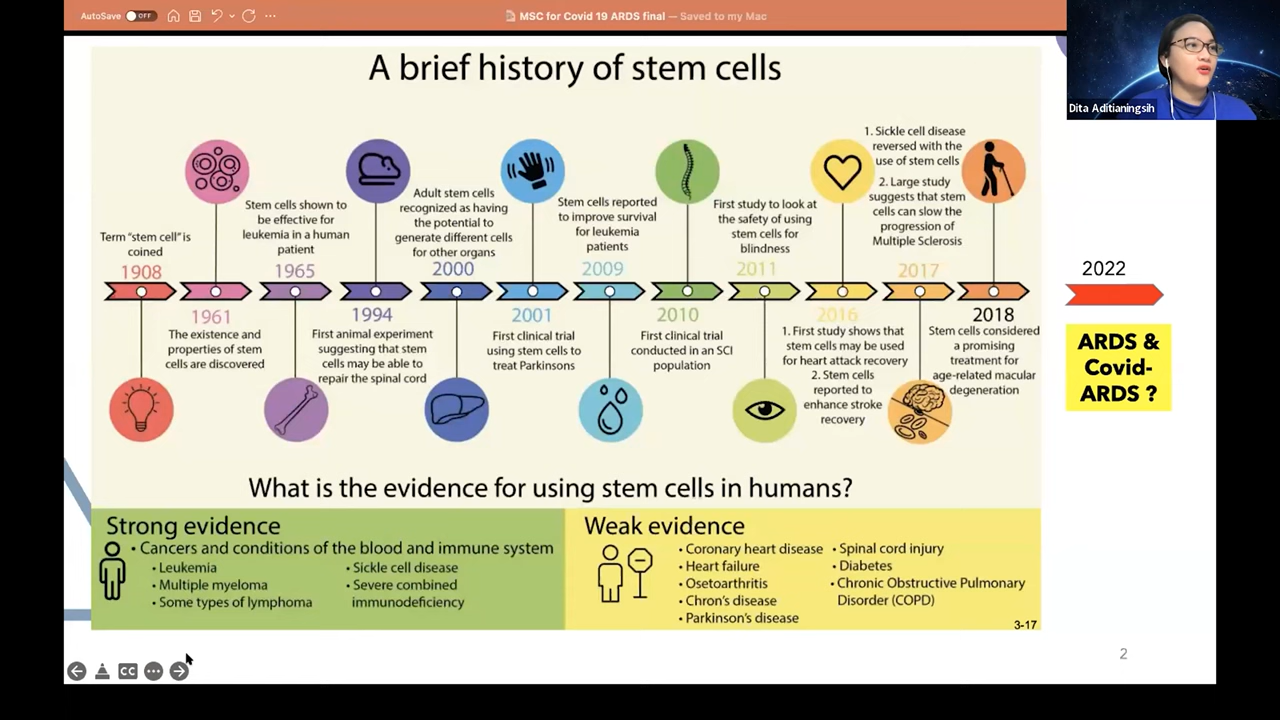 AutoSave OFF
MSC for Covid 19 ARDS final — Saved to my Mac
Dita Aditianingsih
A brief history of stem cells
Term "stem cell" is
coined
1908
1961
The existence and
properties of stem
cells are discovered
Stem cells shown to
be effective for
leukemia in a human
patient
1965
1994
First animal experiment
suggesting that stem
cells may be able to
repair the spinal cord
Adult stem cells
recognized as having
the potential to
generate different cells
for other organs
2000
2001
First clinical trial
using stem cells to
treat Parkinsons
Stem cells reported
to improve survival
for leukemia
patients
2009
2010
First clinical trial
conducted in an SCI
population
First study to look at
the safety of using
stem cells for
blindness
2011
2016
1. First study shows that
stem cells may be used
for heart attack recovery
2. Stem cells
reported to
enhance stroke
recovery
1. Sickle cell disease
reversed with the
use of stem cells
2. Large study
suggests that stem
cells can slow the
progression of
Multiple Sclerosis
2017
2018
Stem cells considered
a promising
treatment for
age-related macular
degeneration
2022
ARDS &
Covid-
ARDS ?
What is the evidence for using stem cells in humans?
Strong evidence
• Cancers and conditions of the blood and immune system
• Leukemia
• Multiple myeloma
• Some types of lymphoma
• Sickle cell disease
• Severe combined
immunodeficiency
Weak evidence
• Coronary heart disease
• Heart failure
• Osetoarthritis
• Chron's disease
• Parkinson's disease
• Spinal cord injury
• Diabetes
• Chronic Obstructive Pulmonary
Disorder (COPD)
3-17
2
CC